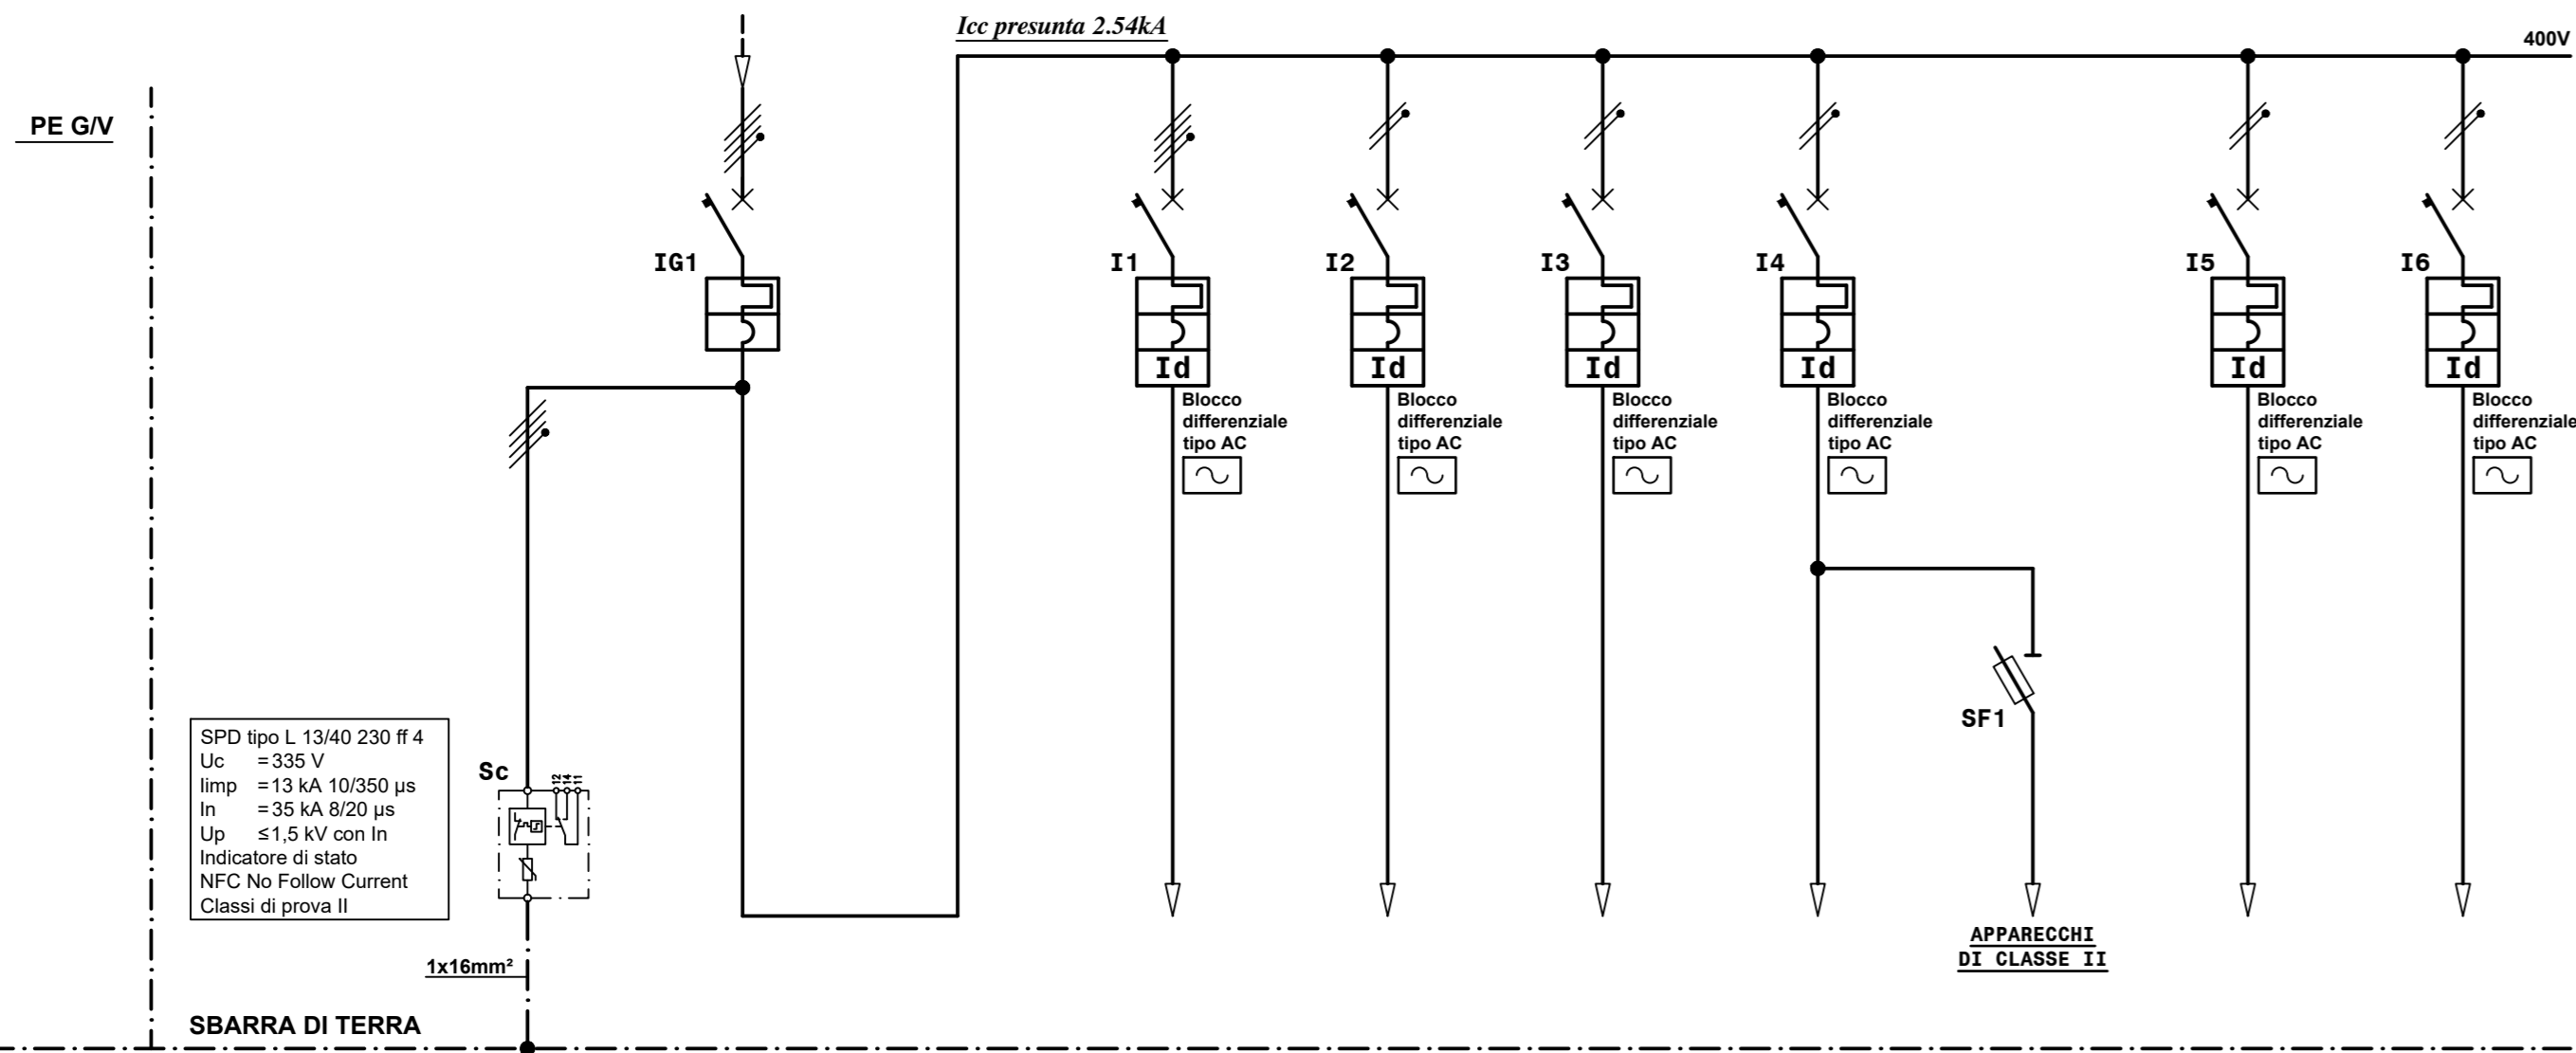 Icc presunta 2.54kA
400V
PE G/V
IG1
I1
I2
I3
I4
I5
I6
Id
Id
Id
Id
Id
Id
Blocco
differenziale
tipo AC
Blocco
differenziale
tipo AC
Blocco
differenziale
tipo AC
Blocco
differenziale
tipo AC
Blocco
differenziale
tipo AC
Blocco
differenziale
tipo AC
SF1
SPD tipo L 13/40 230 ff 4
Uc =335 V
Iimp =13 kA 10/350 µs
In =35 kA 8/20 µs
Up ≤1,5 kV con In
Indicatore di stato
NFC No Follow Current
Classi di prova II
Sc
12
14
11
APPARECCHI
DI CLASSE II
1x16mm²
SBARRA DI TERRA